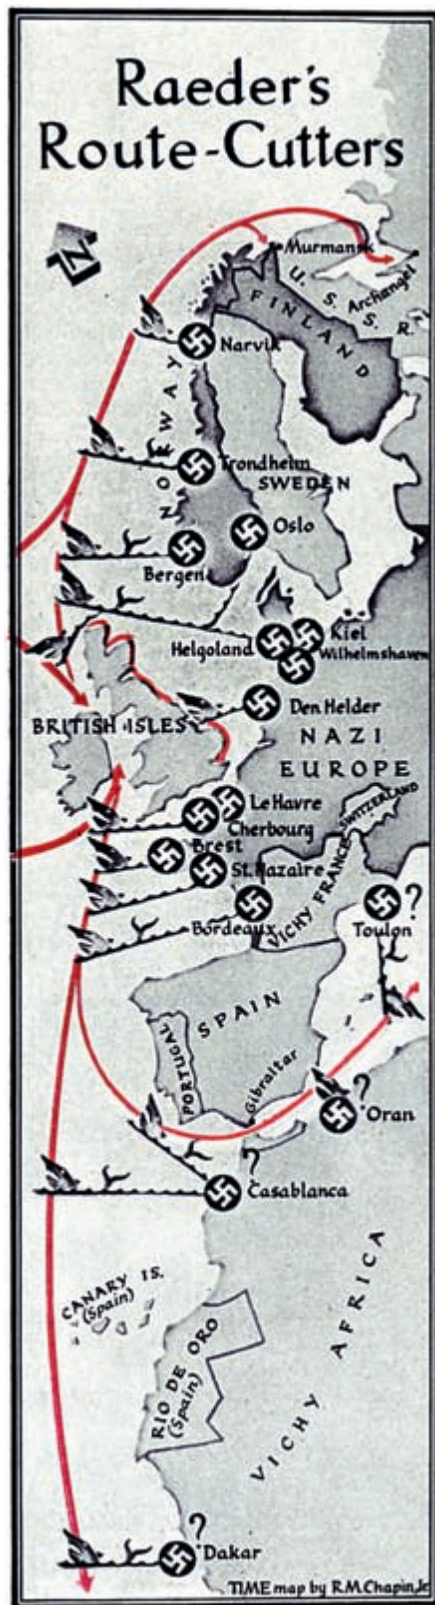 Raeder's
Route-Cutters
N
Murmansk
U. S. S. R.
Archangel
FINLAND
Narvik
NORWAY
Trondheim
SWEDEN
Oslo
Bergen
Kiel
Helgoland
Wilhelmshaven
Den Helder
BRITISH ISLES
NAZI
EUROPE
Le Havre
SWITZERLAND
Cherbourg
Brest
St. Nazaire
VICHY FRANCE
?
Bordeaux
Toulon
SPAIN
PORTUGAL
Gibraltar
?
Oran
?
Casablanca
CANARY IS.
(Spain)
RIO DE ORO
(Spain)
VICHY AFRICA
?
Dakar
TIME map by R.M. Chapin, Jr.